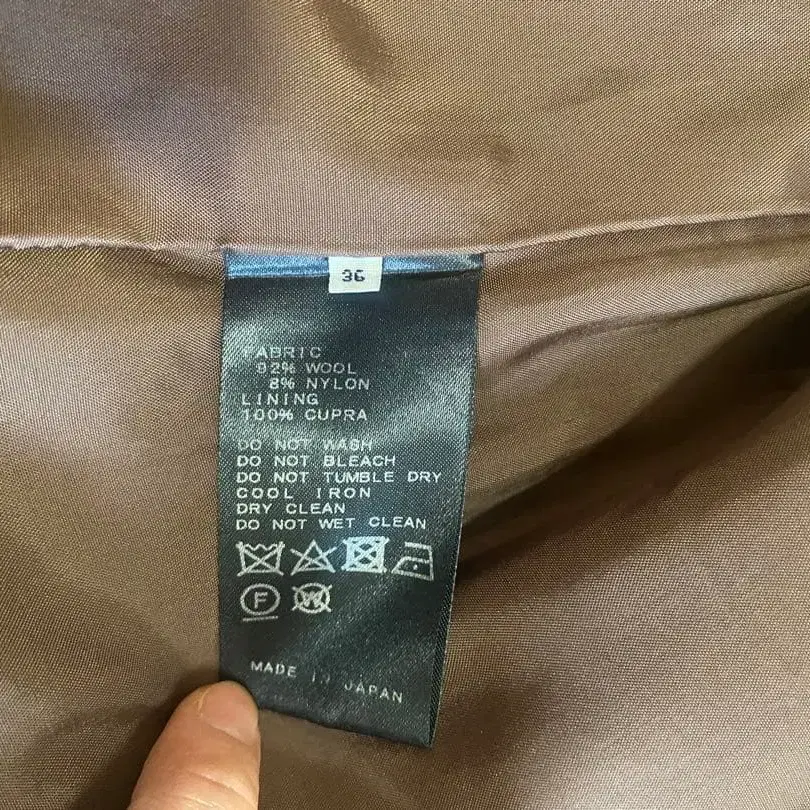 36
FABRIC
92% WOOL
8% NYLON
LINING
100% CUPRA
DO NOT WASH
DO NOT BLEACH
DO NOT TUMBLE DRY
COOL IRON
DRY CLEAN
DO NOT WET CLEAN
F W
MADE IN JAPAN